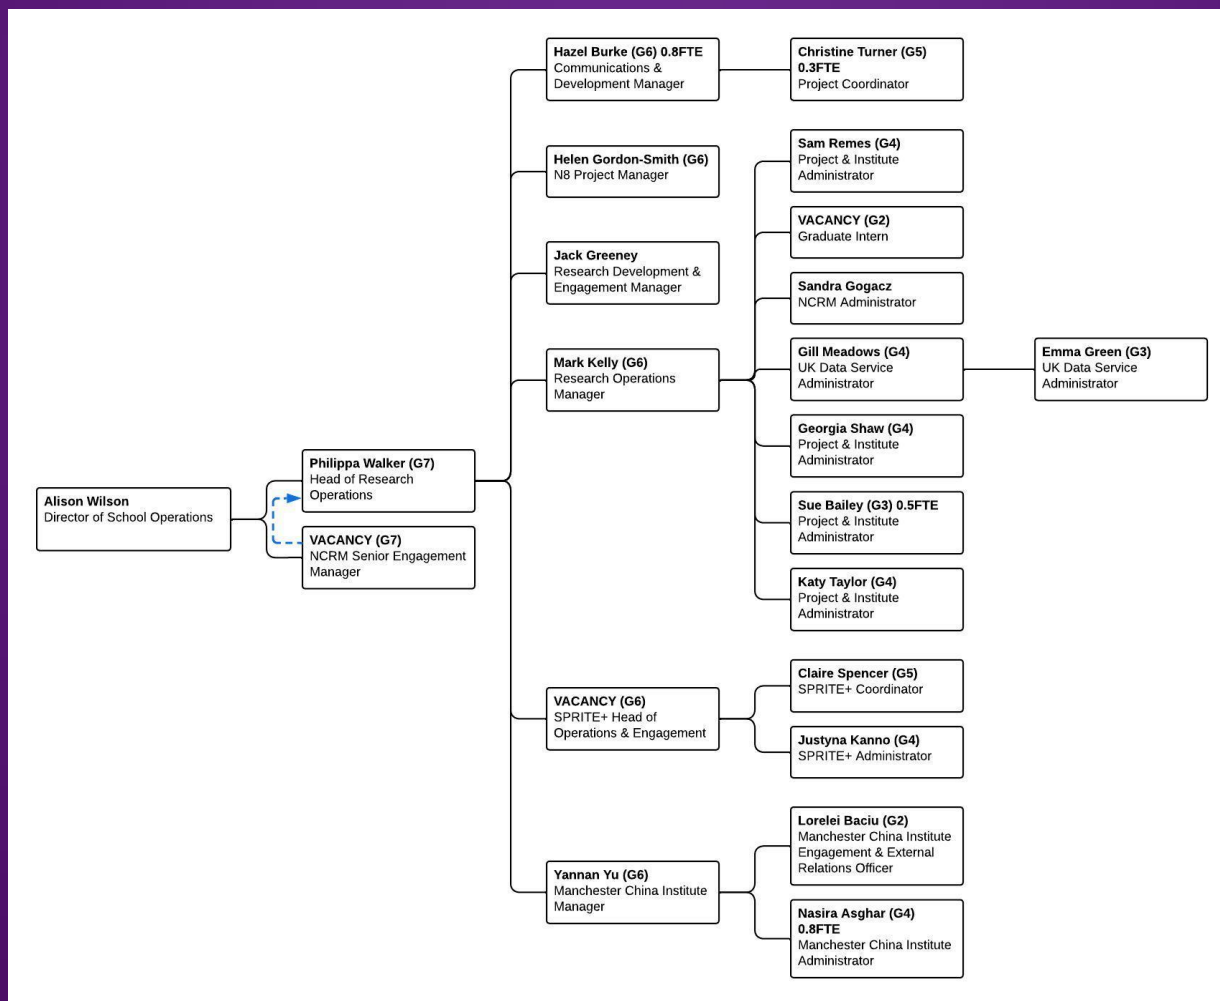 Alison Wilson
Director of School Operations
Philippa Walker (G7)
Head of Research
Operations
VACANCY (G7)
NCRM Senior Engagement
Manager
Hazel Burke (G6) 0.8FTE
Communications &
Development Manager
Christine Turner (G5)
0.3FTE
Project Coordinator
Helen Gordon-Smith (G6)
N8 Project Manager
Jack Greeney
Research Development &
Engagement Manager
Mark Kelly (G6)
Research Operations
Manager
Sam Remes (G4)
Project & Institute
Administrator
VACANCY (G2)
Graduate Intern
Sandra Gogacz
NCRM Administrator
Gill Meadows (G4)
UK Data Service
Administrator
Emma Green (G3)
UK Data Service
Administrator
Georgia Shaw (G4)
Project & Institute
Administrator
Sue Bailey (G3) 0.5FTE
Project & Institute
Administrator
Katy Taylor (G4)
Project & Institute
Administrator
VACANCY (G6)
SPRITE+ Head of
Operations & Engagement
Claire Spencer (G5)
SPRITE+ Coordinator
Justyna Kanno (G4)
SPRITE+ Administrator
Yannan Yu (G6)
Manchester China Institute
Manager
Lorelei Baciu (G2)
Manchester China Institute
Engagement & External
Relations Officer
Nasira Asghar (G4)
0.8FTE
Manchester China Institute
Administrator